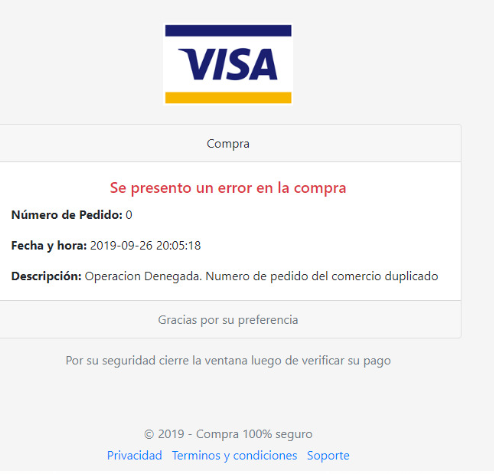 VISA
Compra
Se presento un error en la compra
Número de Pedido: 0
Fecha y hora: 2019-09-26 20:05:18
Descripción: Operacion Denegada. Numero de pedido del comercio duplicado
Gracias por su preferencia
Por su seguridad cierre la ventana luego de verificar su pago
© 2019 - Compra 100% seguro
Privacidad Terminos y condiciones Soporte